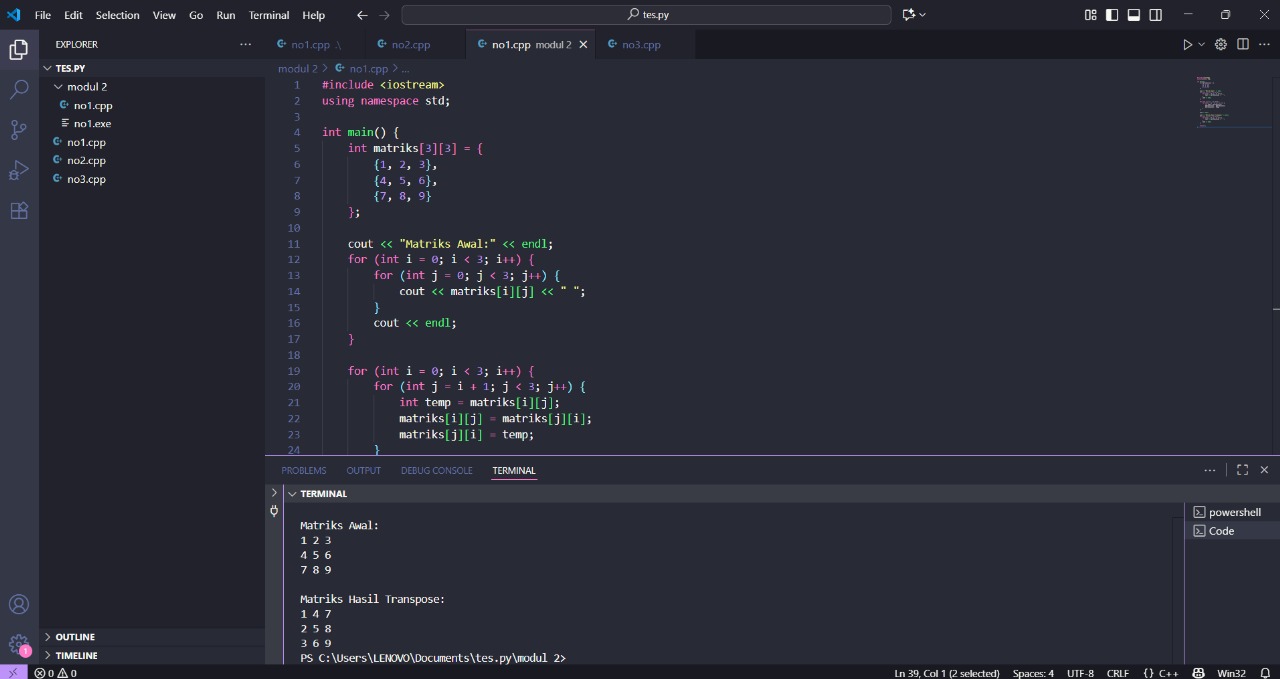 File Edit Selection View Go Run Terminal Help
tes.py
EXPLORER
no1.cpp .\
no2.cpp
no1.cpp modul 2
no3.cpp
TES.PY
modul 2
no1.cpp
no1.exe
no1.cpp
no2.cpp
no3.cpp
modul 2 > no1.cpp > ...
1 #include <iostream>
2 using namespace std;
3
4 int main() {
5 int matriks[3][3] = {
6 {1, 2, 3},
7 {4, 5, 6},
8 {7, 8, 9}
9 };
10
11 cout << "Matriks Awal:" << endl;
12 for (int i = 0; i < 3; i++) {
13 for (int j = 0; j < 3; j++) {
14 cout << matriks[i][j] << " ";
15 }
16 cout << endl;
17 }
18
19 for (int i = 0; i < 3; i++) {
20 for (int j = i + 1; j < 3; j++) {
21 int temp = matriks[i][j];
22 matriks[i][j] = matriks[j][i];
23 matriks[j][i] = temp;
24 }
PROBLEMS OUTPUT DEBUG CONSOLE TERMINAL
TERMINAL
Matriks Awal:
1 2 3
4 5 6
7 8 9
Matriks Hasil Transpose:
1 4 7
2 5 8
3 6 9
PS C:\Users\LENOVO\Documents\tes.py\modul 2>
powershell
Code
OUTLINE
TIMELINE
1
0 0
Ln 39, Col 1 (2 selected) Spaces: 4 UTF-8 CRLF {} C++ Win32